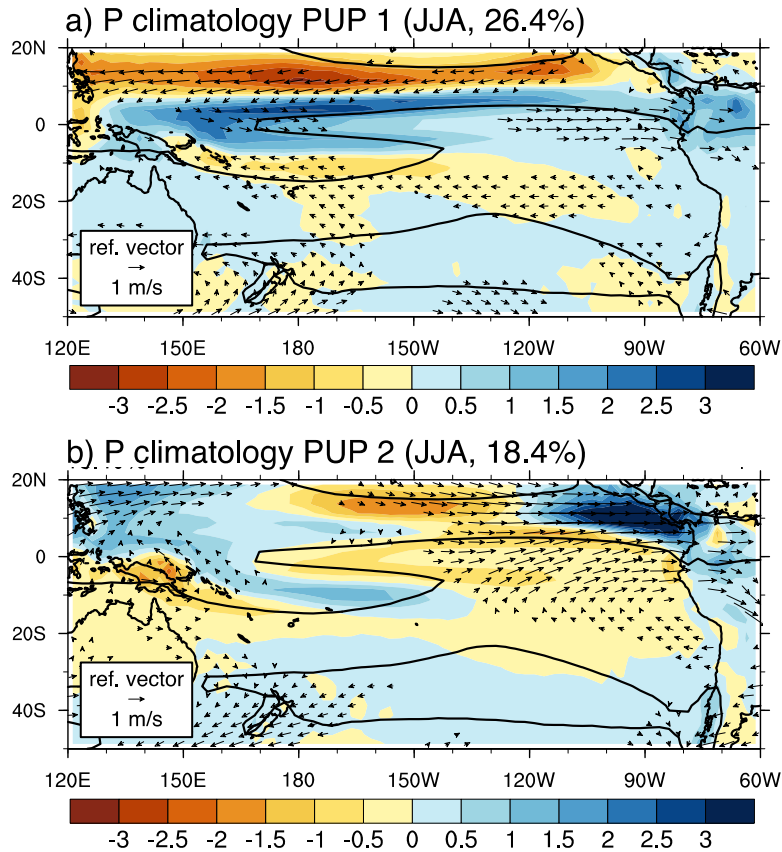 a) P climatology PUP 1 (JJA, 26.4%)
20N
0
20S
40S
ref. vector
1 m/s
120E 150E 180 150W 120W 90W 60W
-3 -2.5 -2 -1.5 -1 -0.5 0 0.5 1 1.5 2 2.5 3
b) P climatology PUP 2 (JJA, 18.4%)
20N
0
20S
40S
ref. vector
1 m/s
120E 150E 180 150W 120W 90W 60W
-3 -2.5 -2 -1.5 -1 -0.5 0 0.5 1 1.5 2 2.5 3